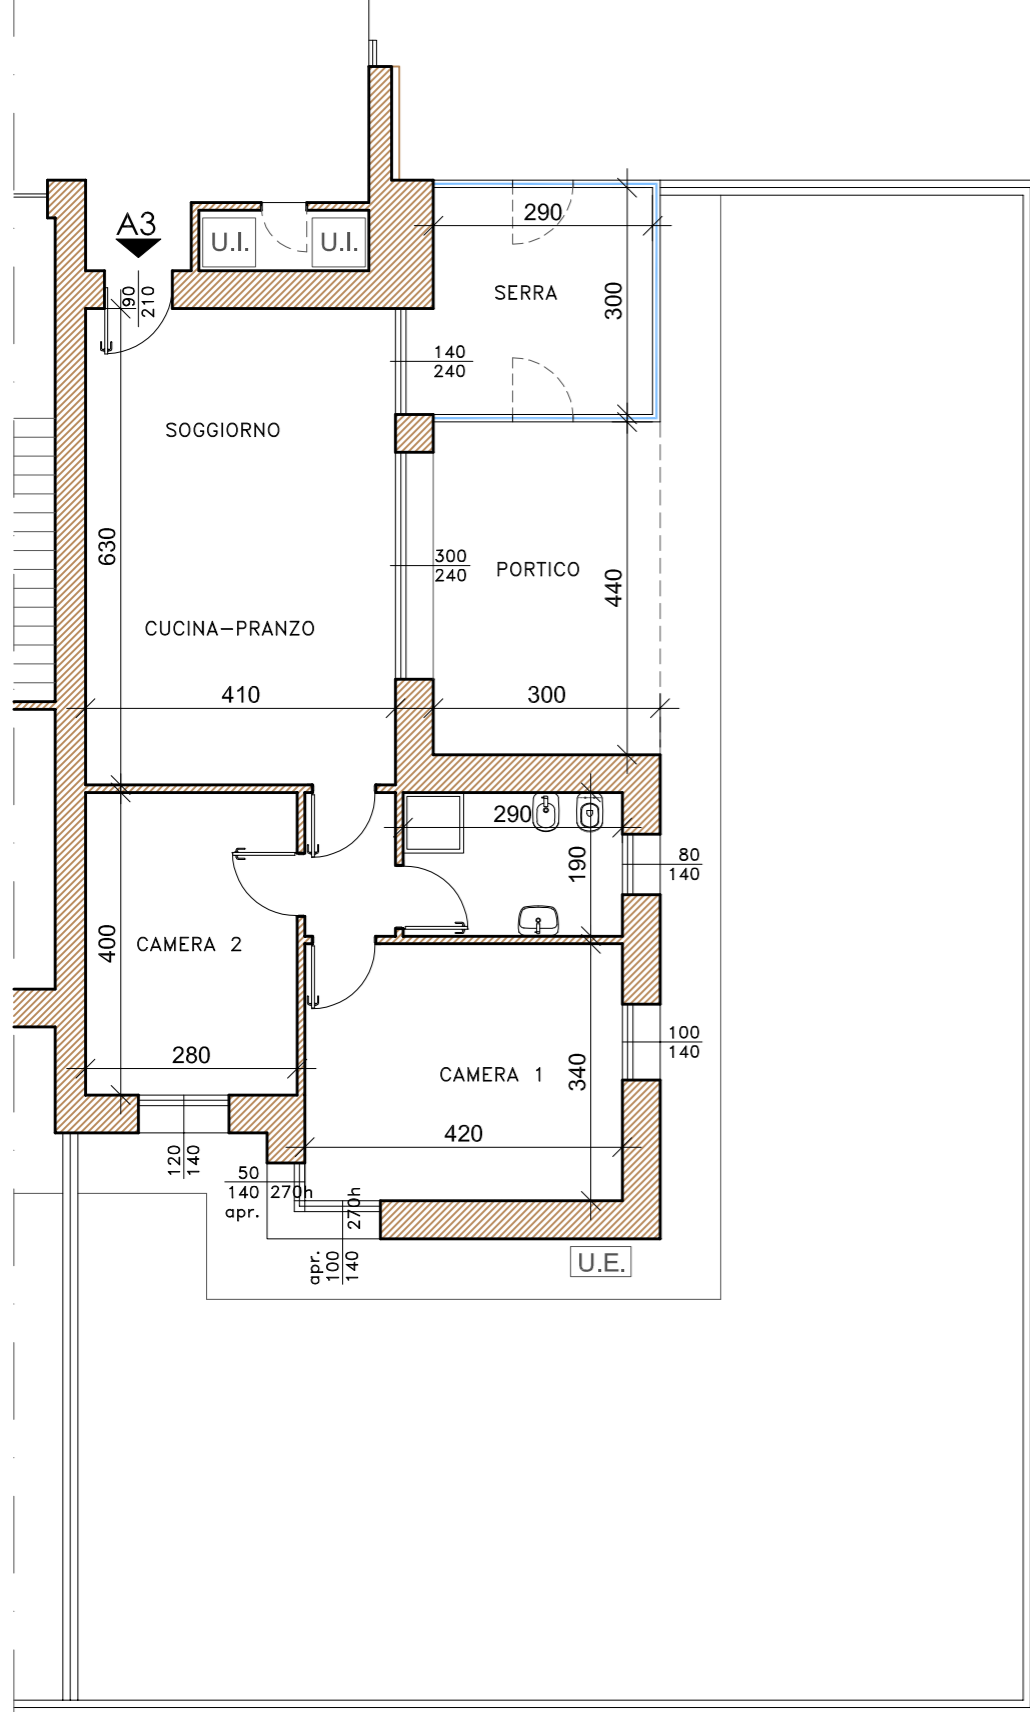 A3
U.I.
U.I.
290
SERRA
300
90
210
140
240
SOGGIORNO
630
300
240
PORTICO
440
CUCINA-PRANZO
410
300
290
190
80
140
CAMERA 2
400
280
100
140
340
CAMERA 1
420
120
140
50
140 270h
apr.
270h
apr.
100
140
U.E.